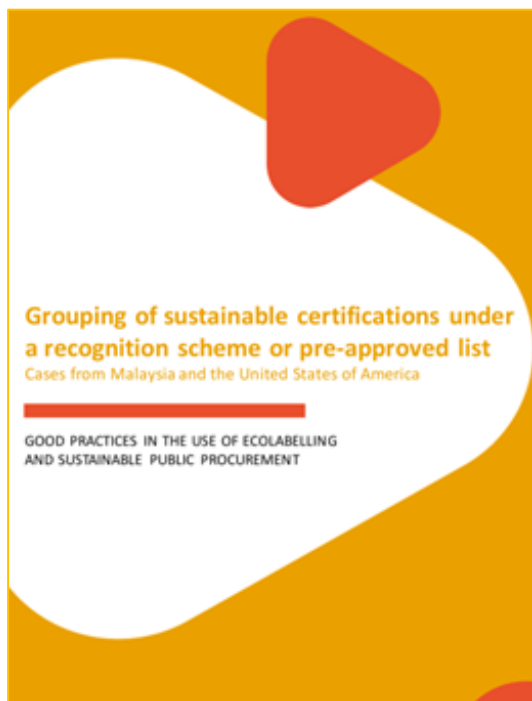 Grouping of sustainable certifications under
a recognition scheme or pre-approved list
Cases from Malaysia and the United States of America
GOOD PRACTICES IN THE USE OF ECOLABELLING
AND SUSTAINABLE PUBLIC PROCUREMENT